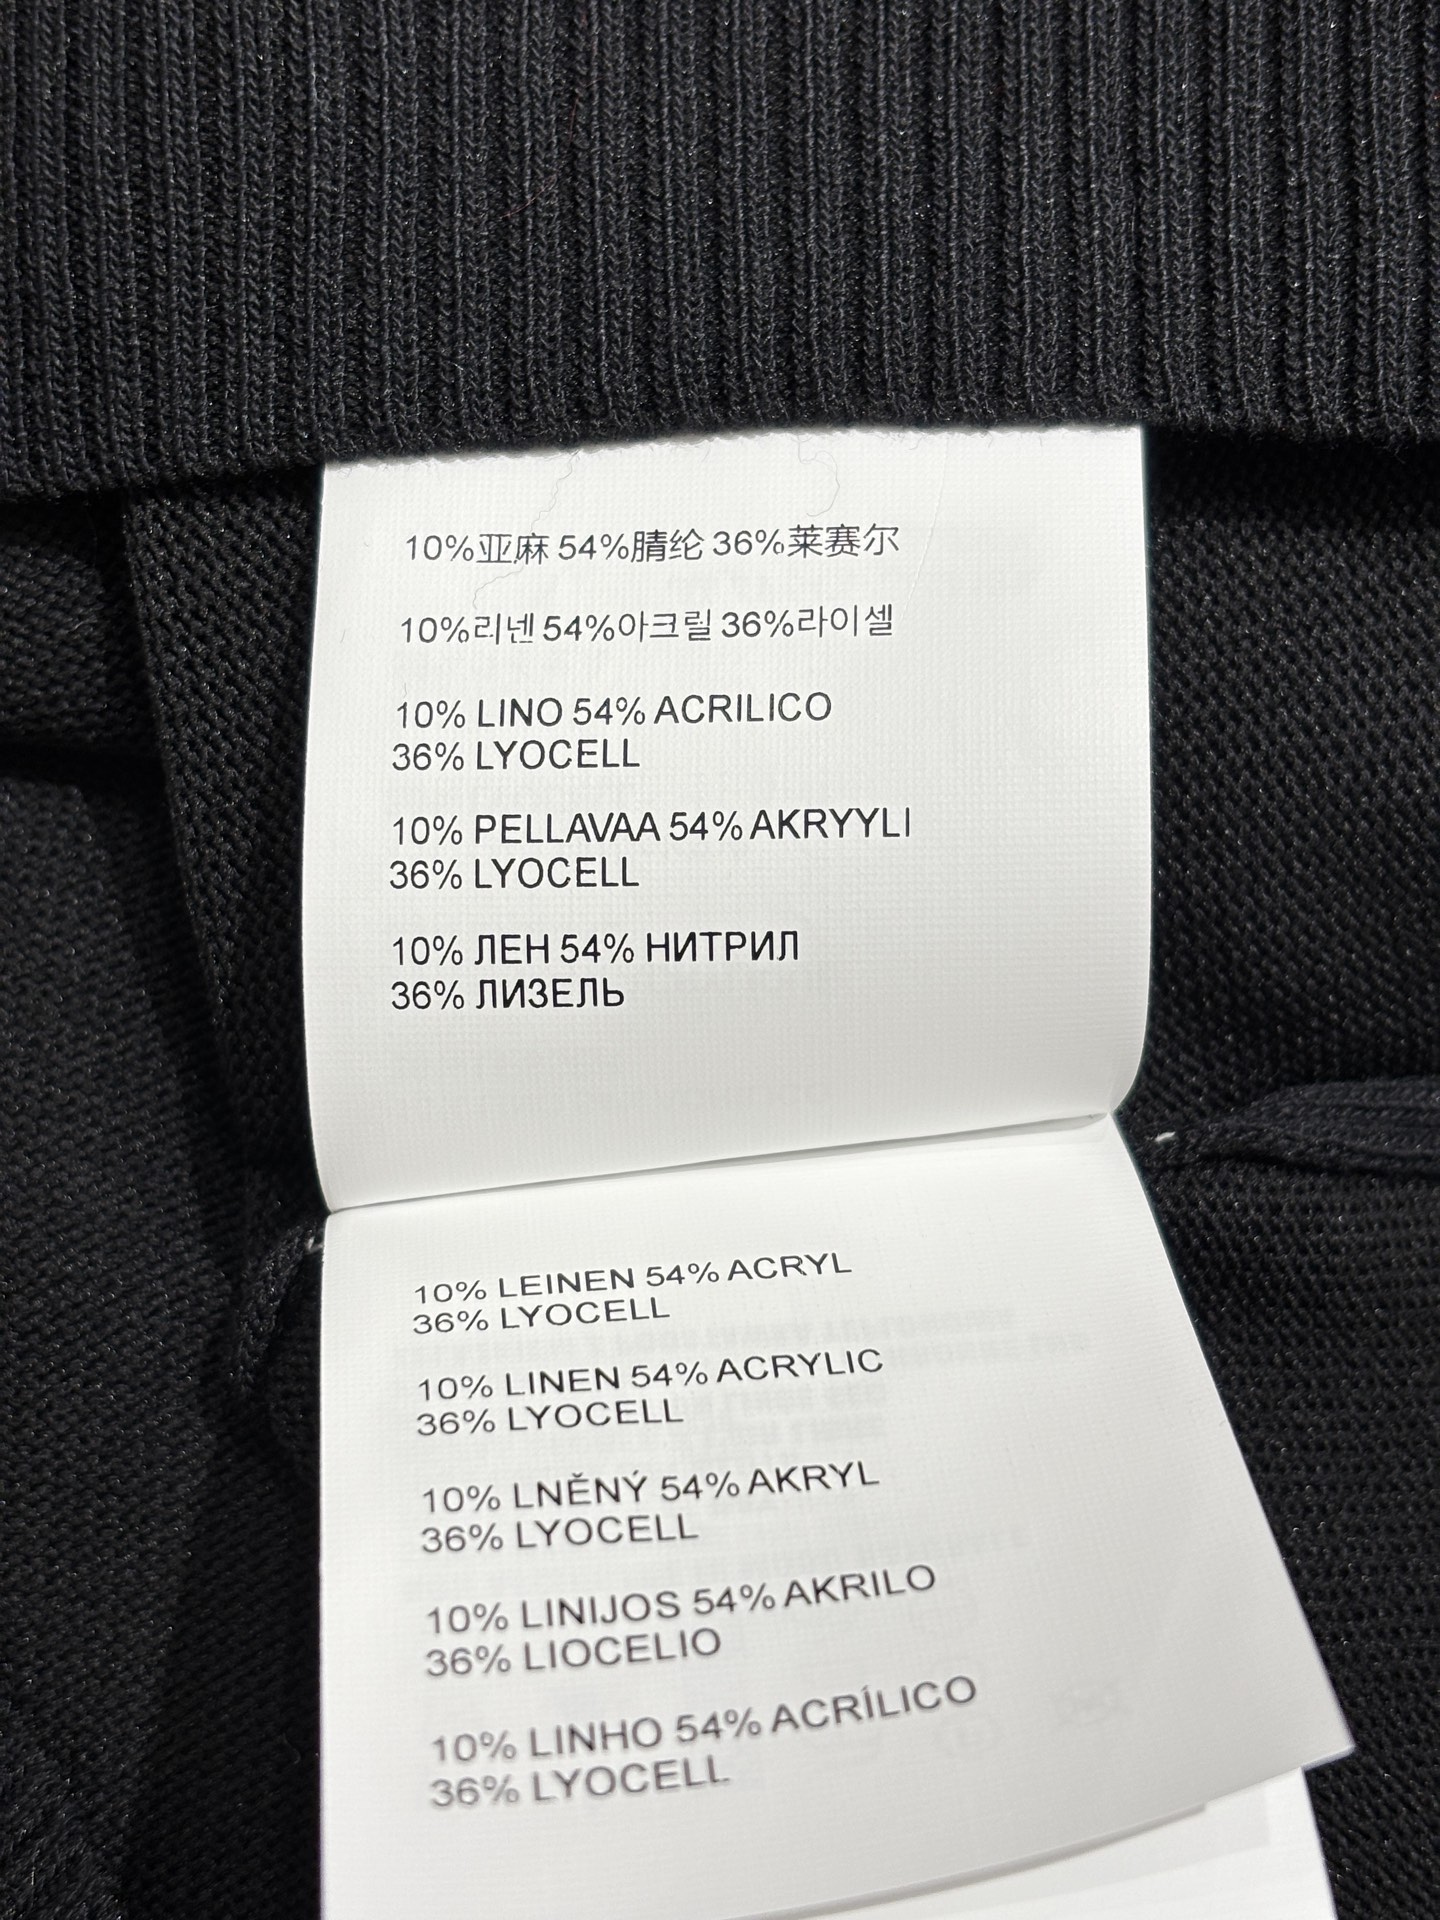 10%亚麻 54%腈纶 36%莱赛尔
10%리넨 54%아크릴 36%라이셀
10% LINO 54% ACRILICO
36% LYOCELL
10% PELLAVAA 54% AKRYYLI
36% LYOCELL
10% ЛЕН 54% НИТРИЛ
36% ЛИЗЕЛЬ
10% LEINEN 54% ACRYL
36% LYOCELL
10% LINEN 54% ACRYLIC
36% LYOCELL
10% LNĚNÝ 54% AKRYL
36% LYOCELL
10% LINIJOS 54% AKRILO
36% LIOCELIO
10% LINHO 54% ACRÍLICO
36% LYOCELL